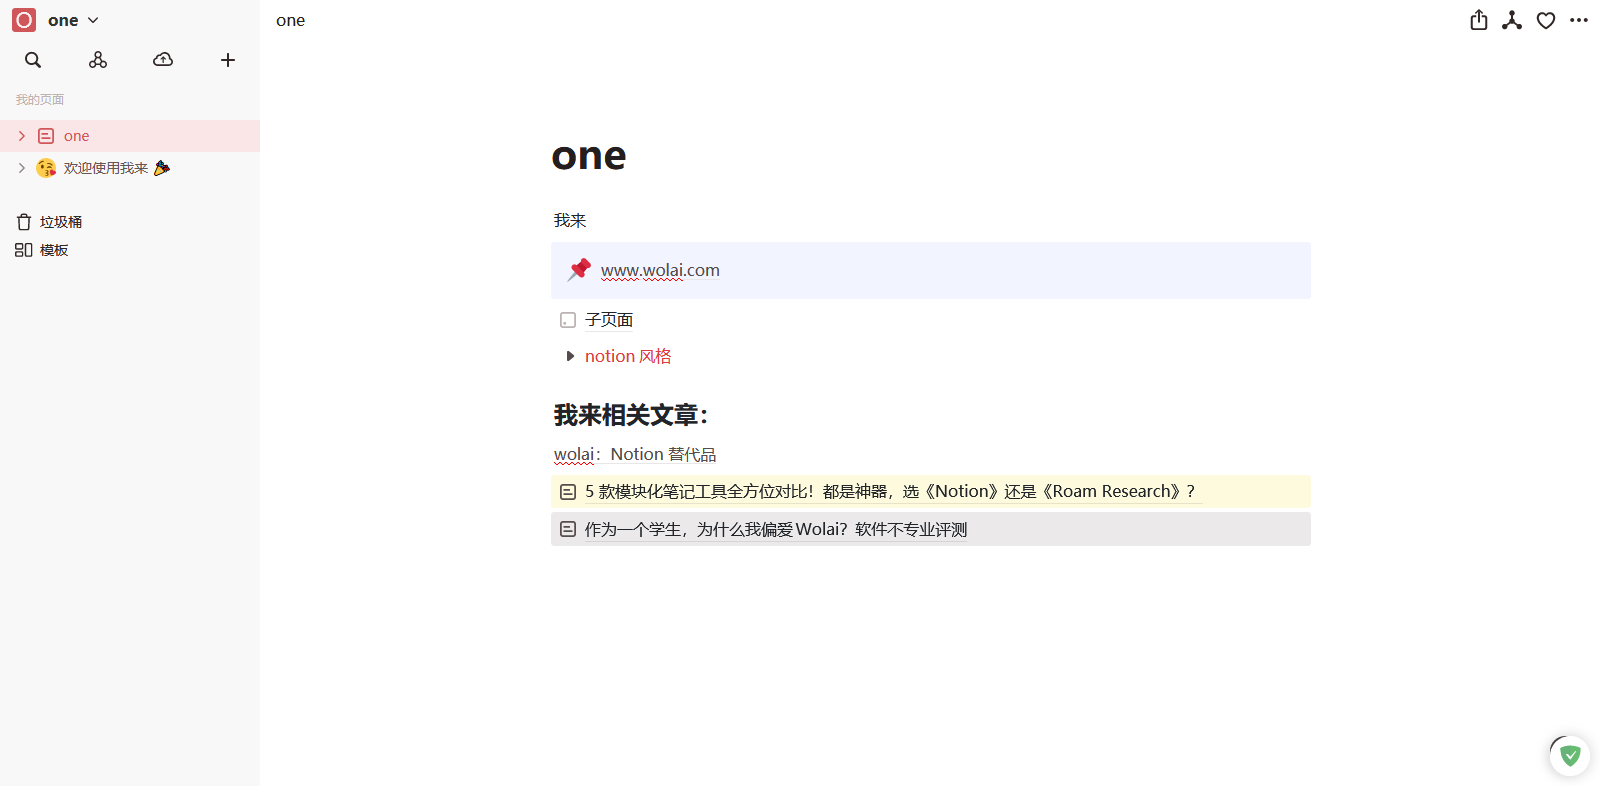 O one
one
我的页面
one
欢迎使用我来
垃圾桶
模板
one
我来
www.wolai.com
子页面
notion 风格
我来相关文章：
wolai：Notion 替代品
5 款模块化笔记工具全方位对比！都是神器，选《Notion》还是《Roam Research》？
作为一个学生，为什么我偏爱 Wolai？软件不专业评测